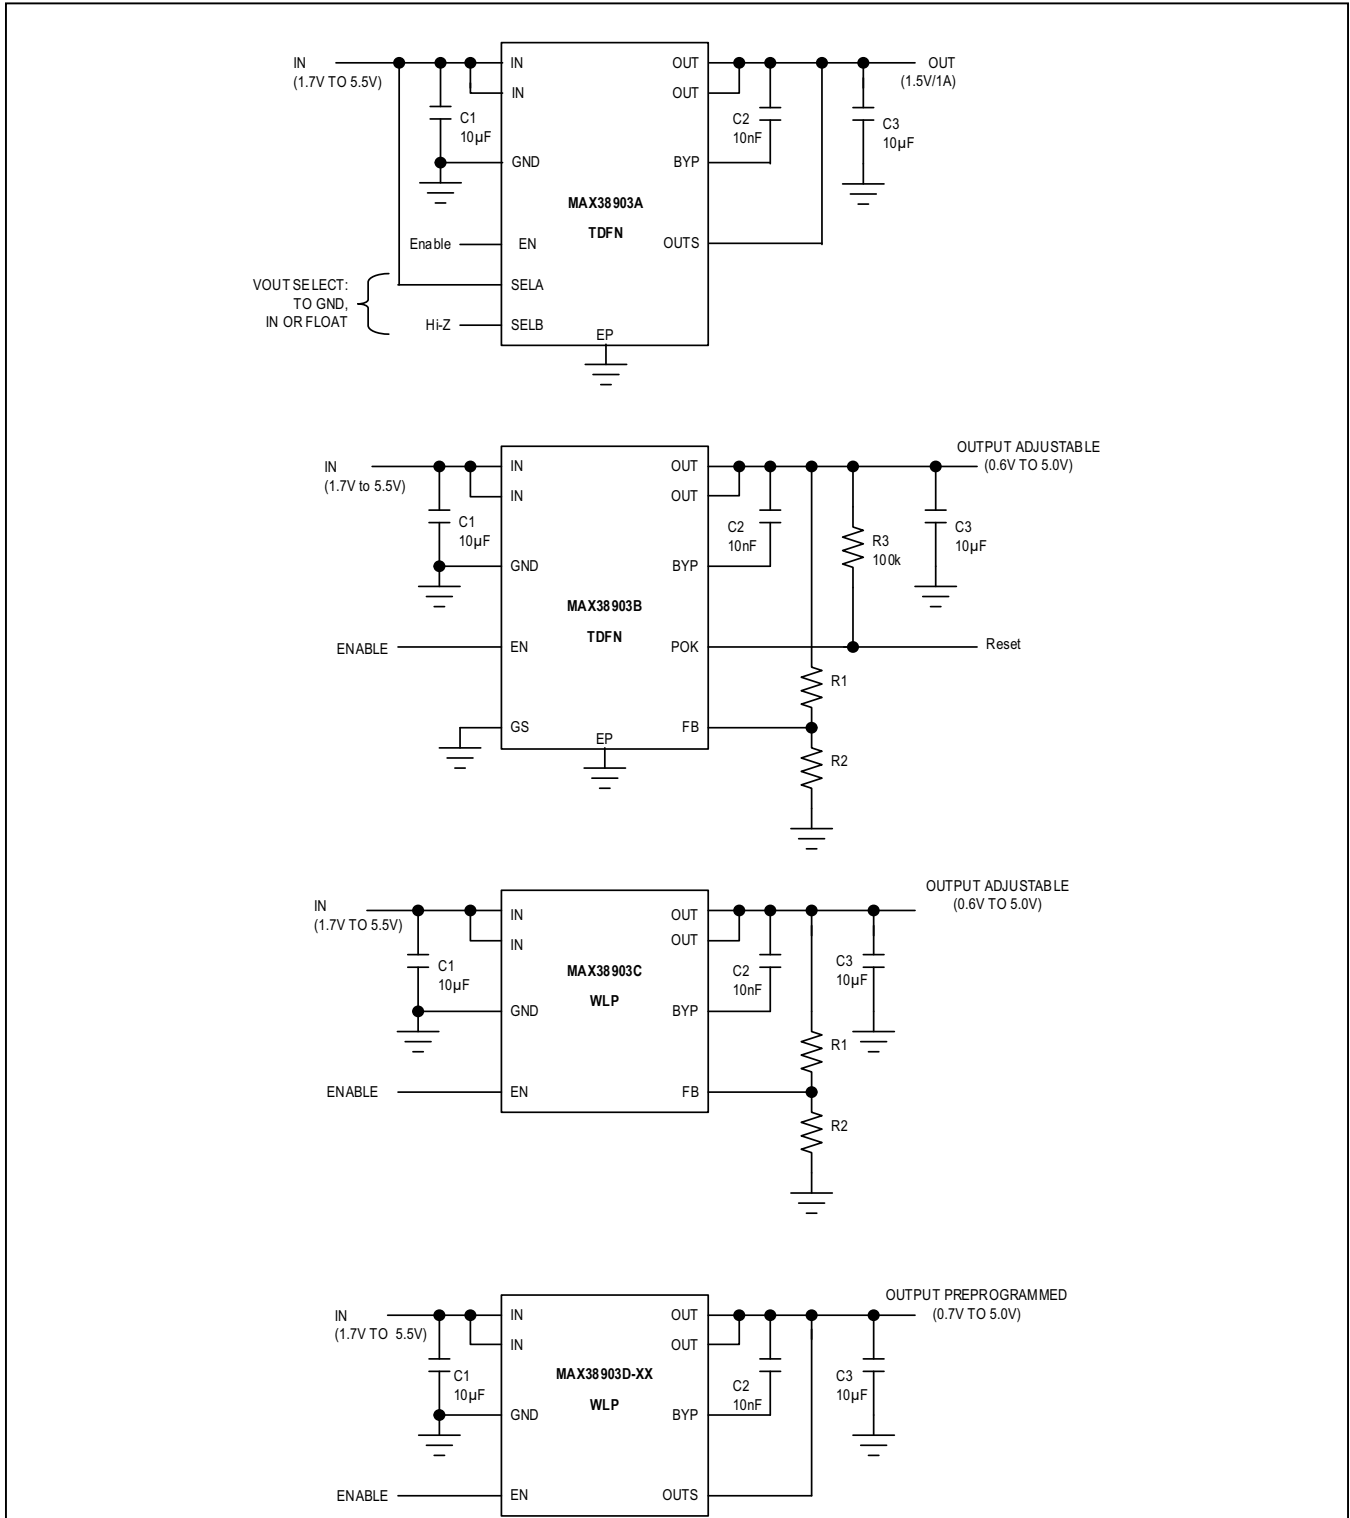 IN
(1.7V TO 5.5V)
C1
10µF
IN
IN
GND
MAX38903A
TDFN
Enable
EN
VOUT SELECT:
TO GND,
IN OR FLOAT
SELA
Hi-Z
SELB
EP
OUT
OUT
C2
10nF
BYP
OUTS
C3
10µF
OUT
(1.5V/1A)
IN
(1.7V to 5.5V)
C1
10µF
IN
IN
GND
MAX38903B
TDFN
ENABLE
EN
GS
EP
OUT
OUT
C2
10nF
BYP
POK
FB
R3
100k
C3
10µF
OUTPUT ADJUSTABLE
(0.6V TO 5.0V)
Reset
R1
R2
IN
(1.7V TO 5.5V)
C1
10µF
IN
IN
GND
MAX38903C
WLP
ENABLE
EN
OUT
OUT
C2
10nF
BYP
FB
C3
10µF
OUTPUT ADJUSTABLE
(0.6V TO 5.0V)
R1
R2
IN
(1.7V TO 5.5V)
C1
10µF
IN
IN
GND
MAX38903D-XX
WLP
ENABLE
EN
OUT
OUT
C2
10nF
BYP
OUTS
C3
10µF
OUTPUT PREPROGRAMMED
(0.7V TO 5.0V)